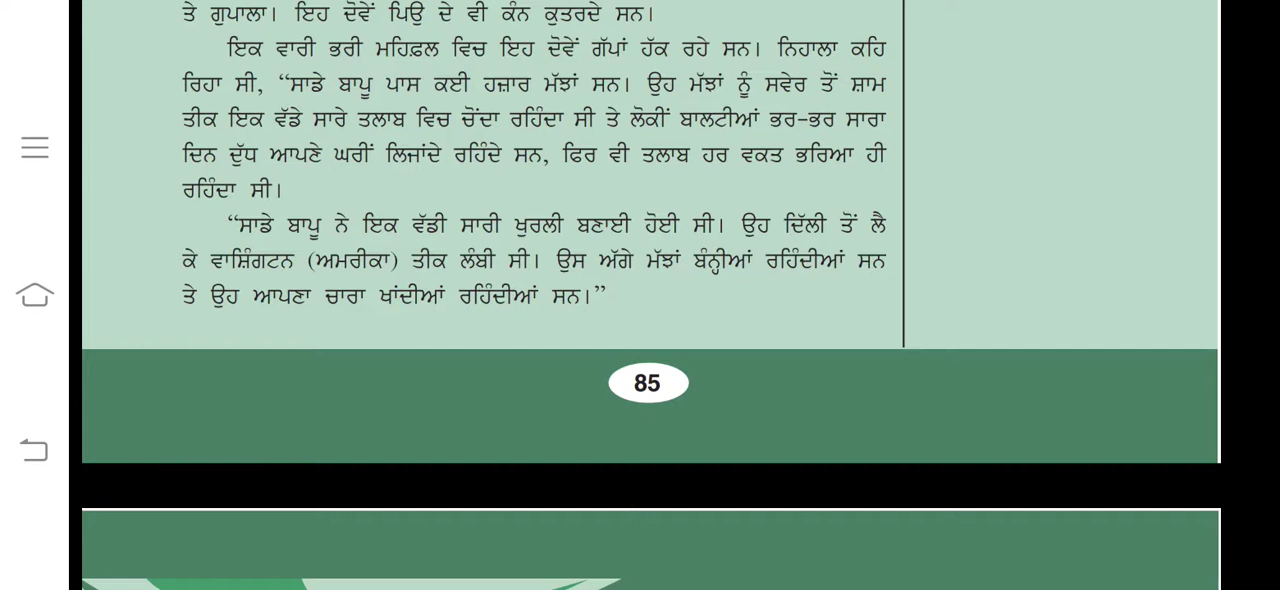 ਤੇ ਗੁਪਾਲਾ। ਇਹ ਦੋਵੇਂ ਪਿਉ ਦੇ ਵੀ ਕੰਨ ਕੁਤਰਦੇ ਸਨ।
ਇਕ ਵਾਰੀ ਭਰੀ ਮਹਿਫ਼ਲ ਵਿਚ ਇਹ ਦੋਵੇਂ ਗੱਪਾਂ ਹੱਕ ਰਹੇ ਸਨ। ਨਿਹਾਲਾ ਕਹਿ
ਰਿਹਾ ਸੀ, “ਸਾਡੇ ਬਾਪੂ ਪਾਸ ਕਈ ਹਜ਼ਾਰ ਮੱਝਾਂ ਸਨ। ਉਹ ਮੱਝਾਂ ਨੂੰ ਸਵੇਰ ਤੋਂ ਸ਼ਾਮ
ਤੀਕ ਇਕ ਵੱਡੇ ਸਾਰੇ ਤਲਾਬ ਵਿਚ ਚੋਂਦਾ ਰਹਿੰਦਾ ਸੀ ਤੇ ਲੋਕੀਂ ਬਾਲਟੀਆਂ ਭਰ-ਭਰ ਸਾਰਾ
ਦਿਨ ਦੁੱਧ ਆਪਣੇ ਘਰੀਂ ਲਿਜਾਂਦੇ ਰਹਿੰਦੇ ਸਨ, ਫਿਰ ਵੀ ਤਲਾਬ ਹਰ ਵਕਤ ਭਰਿਆ ਹੀ
ਰਹਿੰਦਾ ਸੀ।
“ਸਾਡੇ ਬਾਪੂ ਨੇ ਇਕ ਵੱਡੀ ਸਾਰੀ ਖੁਰਲੀ ਬਣਾਈ ਹੋਈ ਸੀ। ਉਹ ਦਿੱਲੀ ਤੋਂ ਲੈ
ਕੇ ਵਾਸ਼ਿੰਗਟਨ (ਅਮਰੀਕਾ) ਤੀਕ ਲੰਬੀ ਸੀ। ਉਸ ਅੱਗੇ ਮੱਝਾਂ ਬੰਨ੍ਹੀਆਂ ਰਹਿੰਦੀਆਂ ਸਨ
ਤੇ ਉਹ ਆਪਣਾ ਚਾਰਾ ਖਾਂਦੀਆਂ ਰਹਿੰਦੀਆਂ ਸਨ।”
85